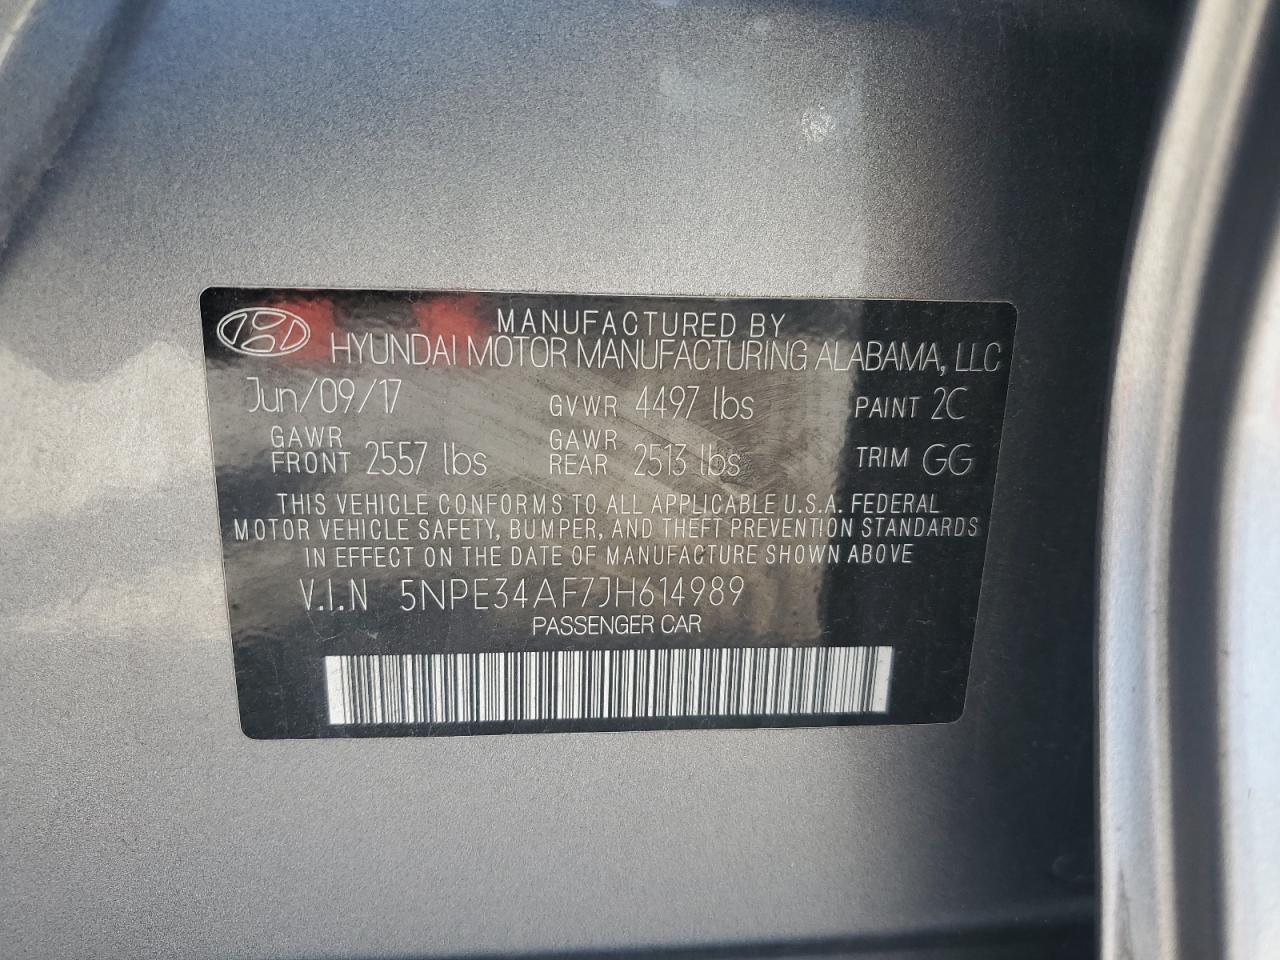 MANUFACTURED BY
HYUNDAI MOTOR MANUFACTURING ALABAMA, LLC
Jun/09/17 GVWR 4497 lbs PAINT 2C
GAWR FRONT 2557 lbs GAWR REAR 2513 lbs TRIM GG
THIS VEHICLE CONFORMS TO ALL APPLICABLE U.S.A. FEDERAL
MOTOR VEHICLE SAFETY, BUMPER, AND THEFT PREVENTION STANDARDS
IN EFFECT ON THE DATE OF MANUFACTURE SHOWN ABOVE
V.I.N 5NPE34AF7JH614989
PASSENGER CAR